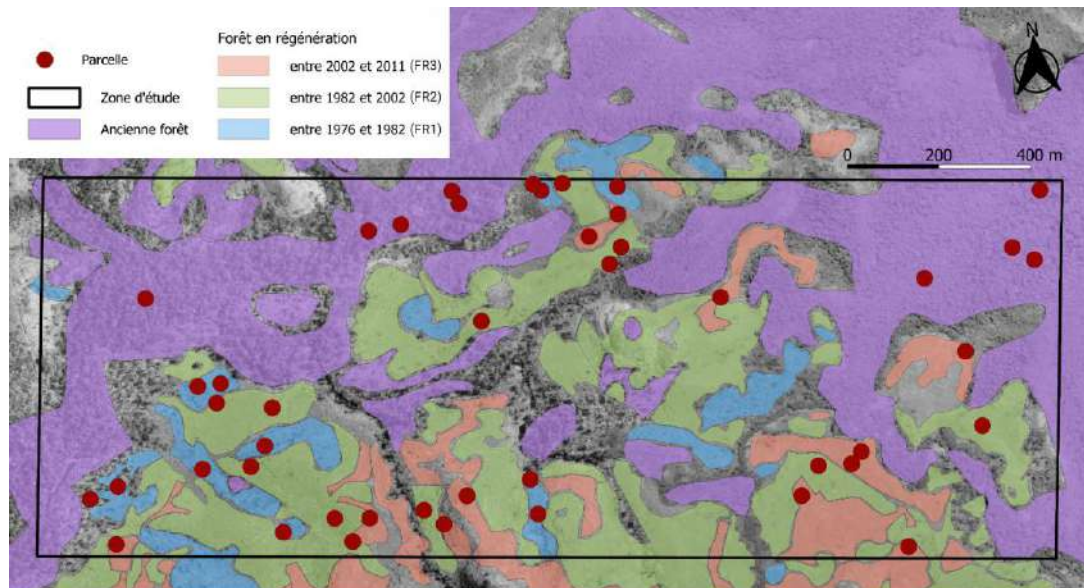 Forêt en régénération
Parcelle
entre 2002 et 2011 (FR3)
Zone d'étude
entre 1982 et 2002 (FR2)
Ancienne forêt
entre 1976 et 1982 (FR1)
N
0 200 400 m